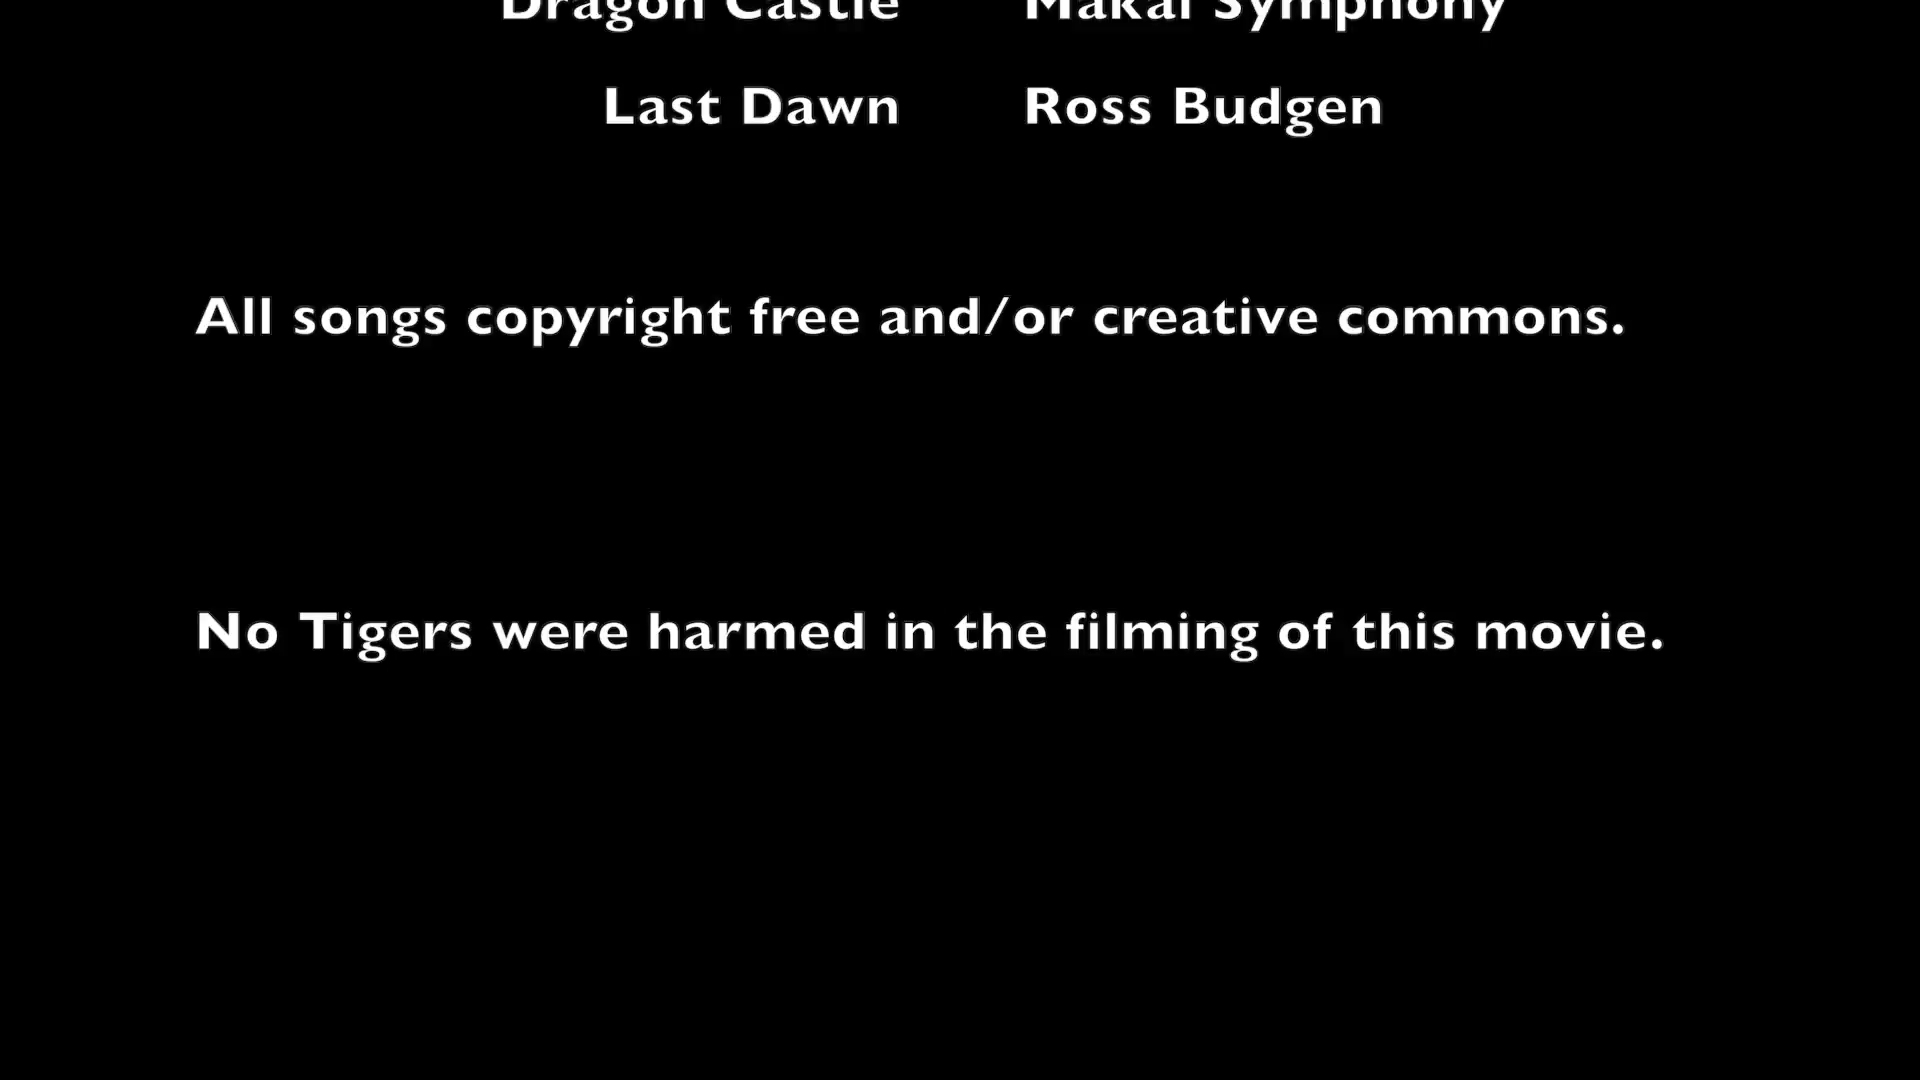 Dragon Castle Makai Symphony
Last Dawn Ross Budgen
All songs copyright free and/or creative commons.
No Tigers were harmed in the filming of this movie.